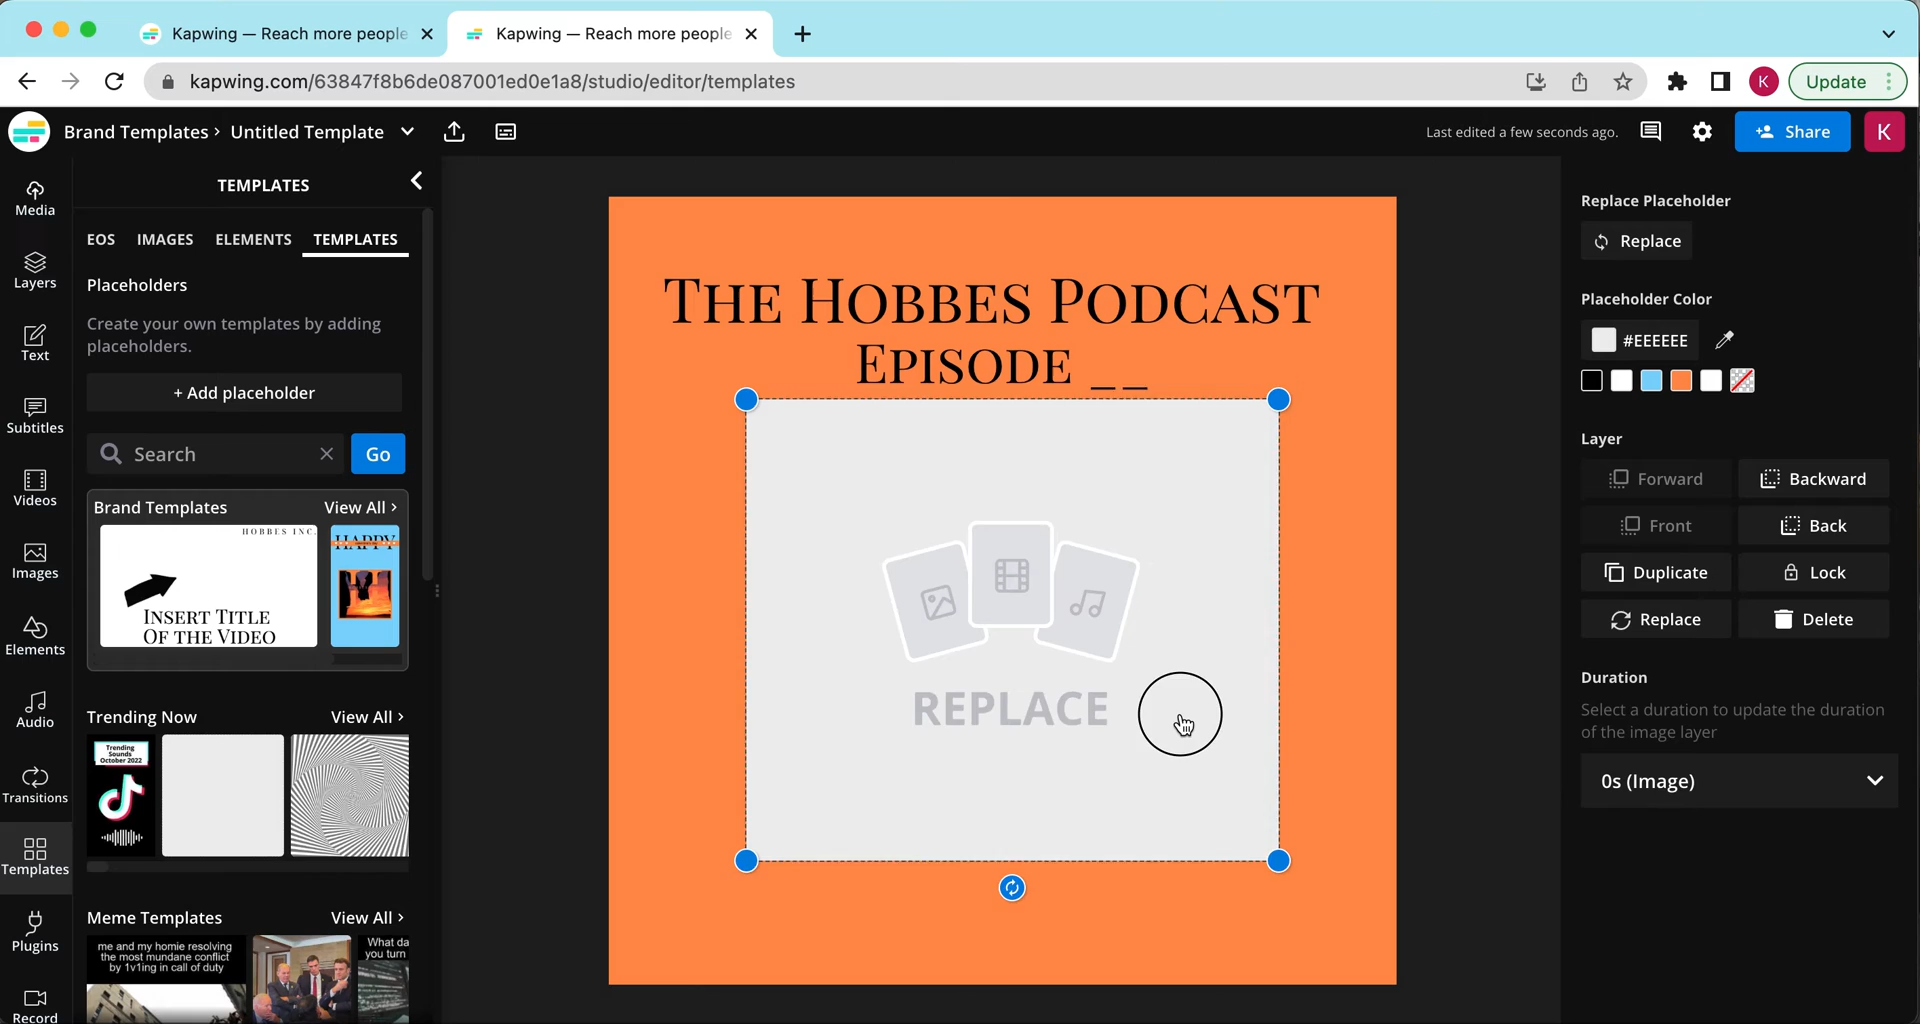 Kapwing — Reach more people
Kapwing — Reach more people
kapwing.com/63847f8b6de087001ed0e1a8/studio/editor/templates
K
Update
Brand Templates › Untitled Template
Last edited a few seconds ago.
Share
K
Media
Layers
Text
Subtitles
Videos
Images
Elements
Audio
Transitions
Templates
Plugins
Record
TEMPLATES
EOS IMAGES ELEMENTS TEMPLATES
Placeholders
Create your own templates by adding
placeholders.
+ Add placeholder
Search
Go
Brand Templates
View All ›
HOBBES INC.
INSERT TITLE
OF THE VIDEO
HAPPY
Trending Now
View All ›
Trending
Sounds
October 2022
Meme Templates
View All ›
me and my homie resolving
the most mundane conflict
by 1v1ing in call of duty
What da
you turn
THE HOBBES PODCAST
EPISODE _ _
REPLACE
Replace Placeholder
Replace
Placeholder Color
#EEEEEE
Layer
Forward
Backward
Front
Back
Duplicate
Lock
Replace
Delete
Duration
Select a duration to update the duration
of the image layer
0s (Image)